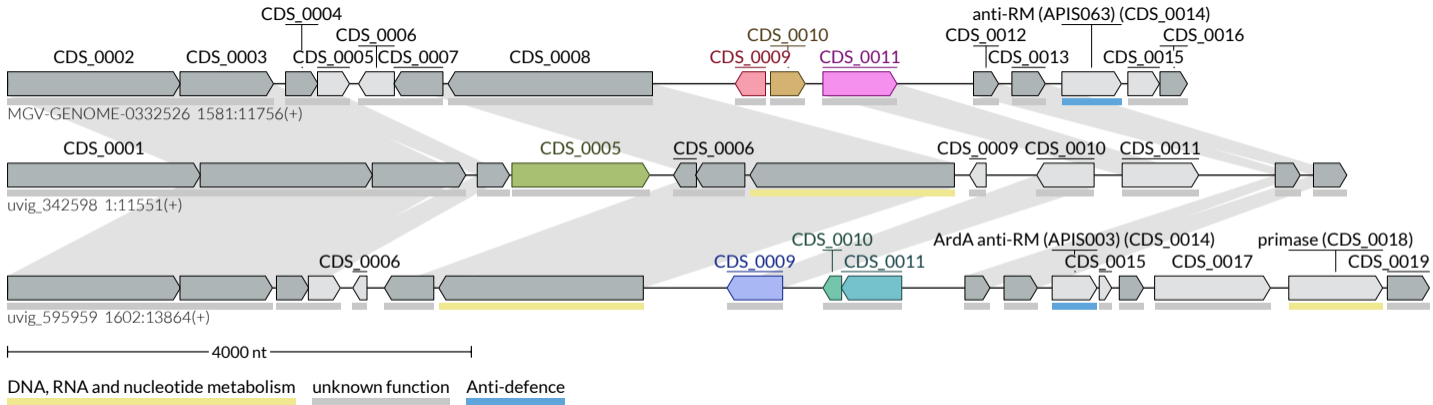 CDS_0004 anti-RM (APIS063) (CDS_0014)
CDS_0006 CDS_0010 CDS_0012 CDS_0016
CDS_0002 CDS_0003 CDS_0005 CDS_0007 CDS_0008 CDS_0009 CDS_0011 CDS_0013 CDS_0015
MGV-GENOME-0332526 1581:11756(+)
CDS_0001 CDS_0005 CDS_0006 CDS_0009 CDS_0010 CDS_0011
uvig_342598 1:11551(+)
CDS_0010 ArdA anti-RM (APIS003) (CDS_0014) primase (CDS_0018)
CDS_0006 CDS_0009 CDS_0011 CDS_0015 CDS_0017 CDS_0019
uvig_595959 1602:13864(+)
4000 nt
DNA, RNA and nucleotide metabolism unknown function Anti-defence